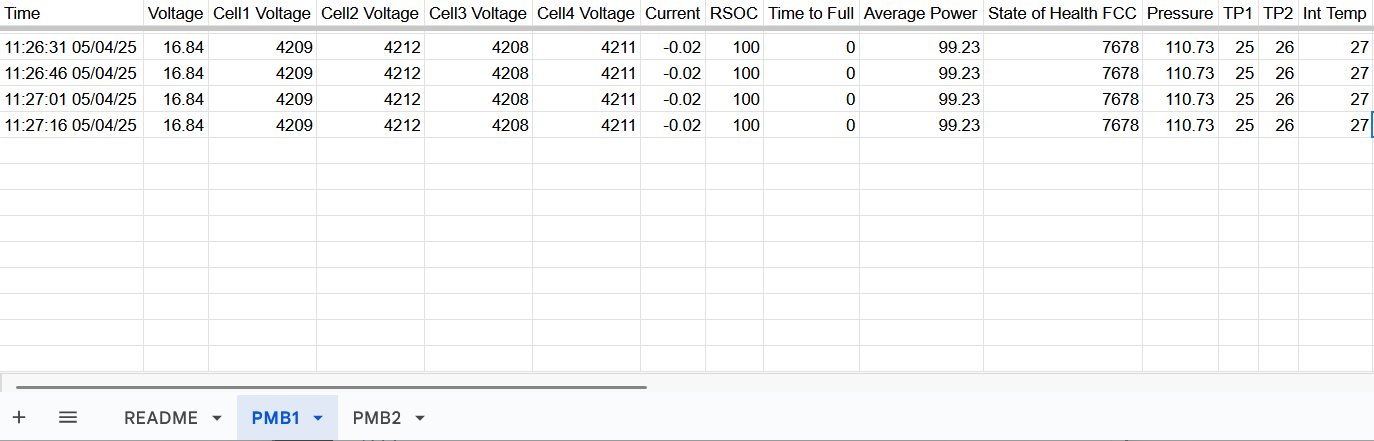 Time Voltage Cell1 Voltage Cell2 Voltage Cell3 Voltage Cell4 Voltage Current RSOC Time to Full Average Power State of Health FCC Pressure TP1 TP2 Int Temp
11:26:31 05/04/25 16.84 4209 4212 4208 4211 -0.02 100 0 99.23 7678 110.73 25 26 27
11:26:46 05/04/25 16.84 4209 4212 4208 4211 -0.02 100 0 99.23 7678 110.73 25 26 27
11:27:01 05/04/25 16.84 4209 4212 4208 4211 -0.02 100 0 99.23 7678 110.73 25 26 27
11:27:16 05/04/25 16.84 4209 4212 4208 4211 -0.02 100 0 99.23 7678 110.73 25 26 27
README PMB1 PMB2